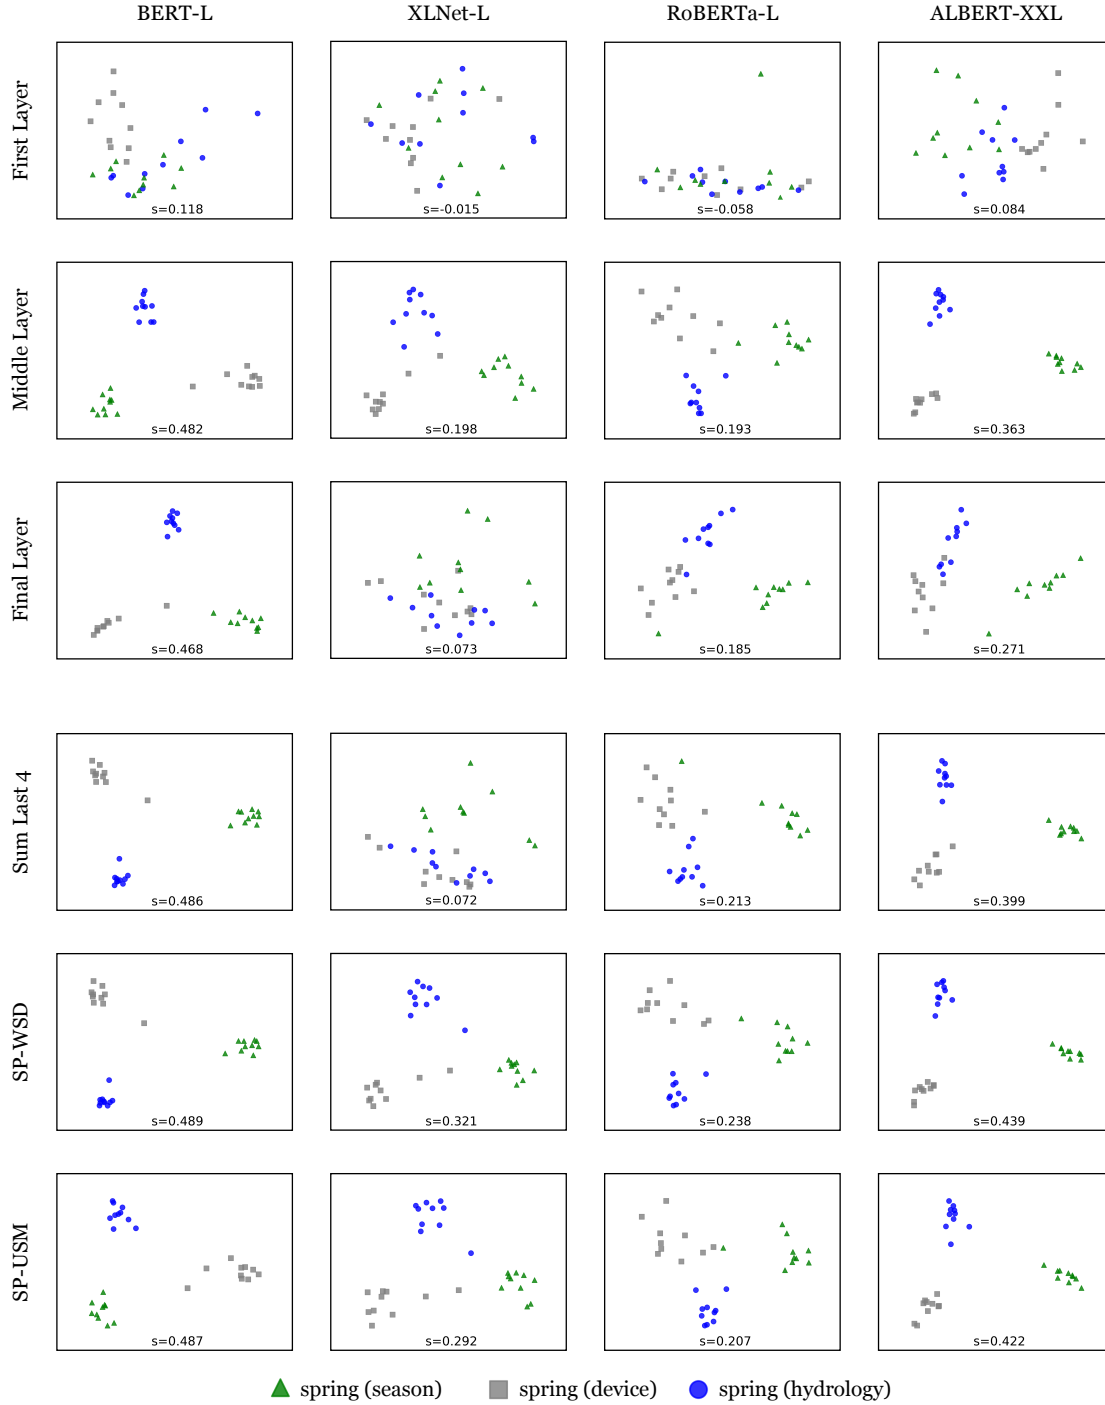 BERT-L XLNet-L RoBERTa-L ALBERT-XXL
First Layer
s=0.118 s=-0.015 s=-0.058 s=0.084
Middle Layer
s=0.482 s=0.198 s=0.193 s=0.363
Final Layer
s=0.468 s=0.073 s=0.185 s=0.271
Sum Last 4
s=0.486 s=0.072 s=0.213 s=0.399
SP-WSD
s=0.489 s=0.321 s=0.238 s=0.439
SP-USM
s=0.487 s=0.292 s=0.207 s=0.422
spring (season) spring (device) spring (hydrology)